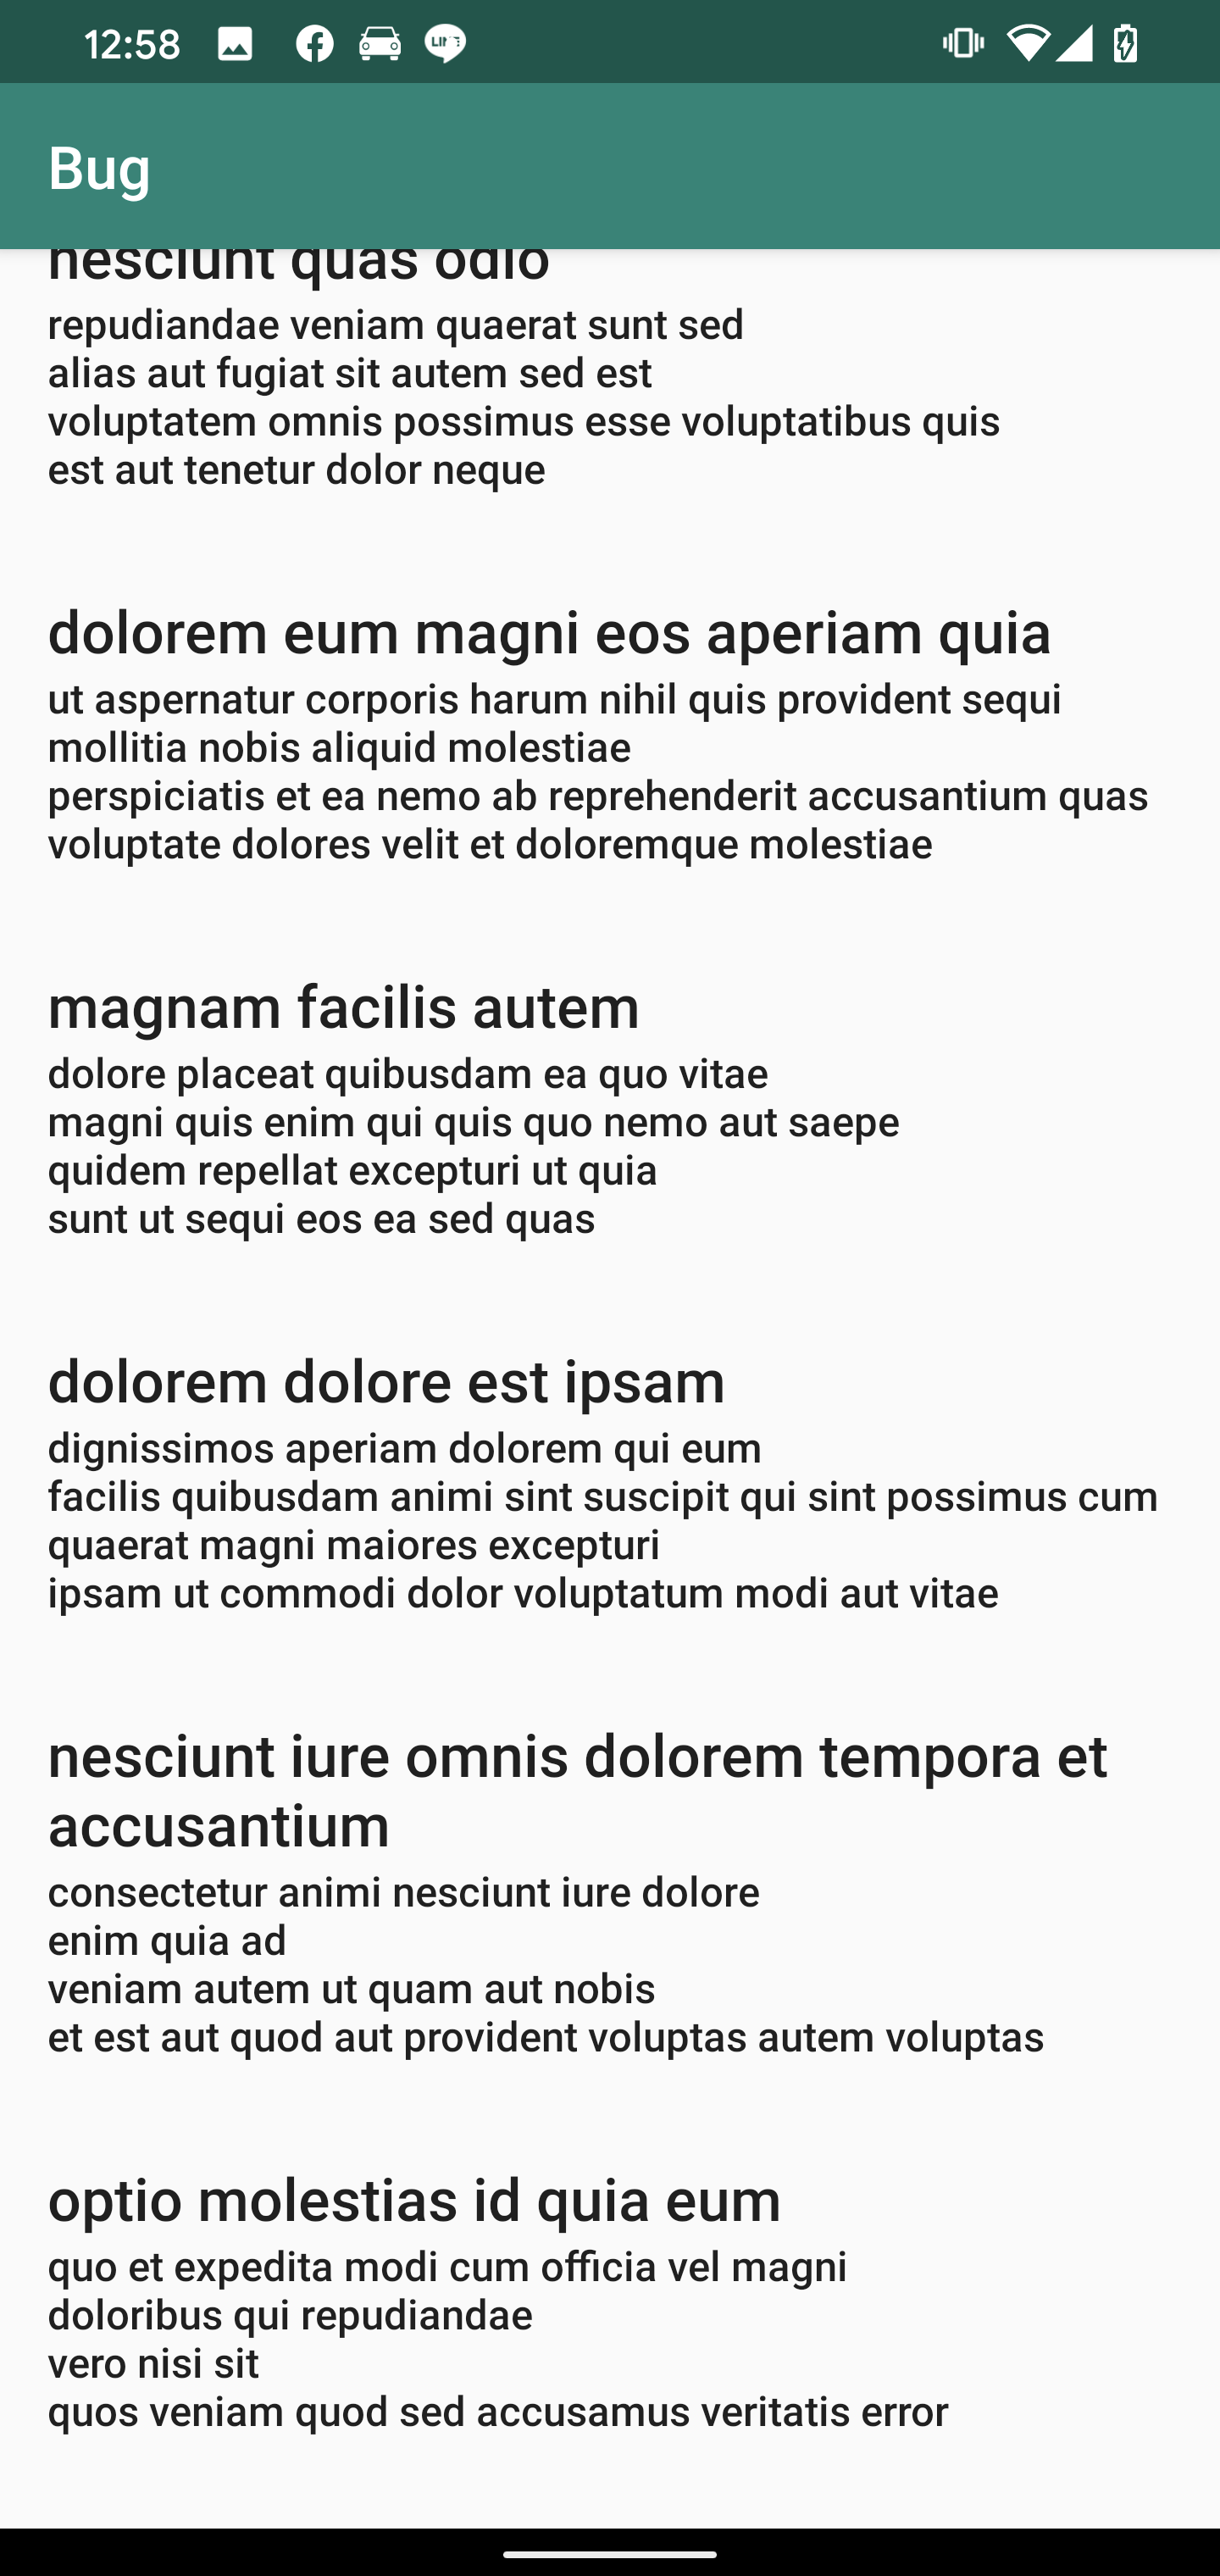 12:58
LINE
Bug
nesciunt quas odio
repudiandae veniam quaerat sunt sed
alias aut fugiat sit autem sed est
voluptatem omnis possimus esse voluptatibus quis
est aut tenetur dolor neque
dolorem eum magni eos aperiam quia
ut aspernatur corporis harum nihil quis provident sequi
mollitia nobis aliquid molestiae
perspiciatis et ea nemo ab reprehenderit accusantium quas
voluptate dolores velit et doloremque molestiae
magnam facilis autem
dolore placeat quibusdam ea quo vitae
magni quis enim qui quis quo nemo aut saepe
quidem repellat excepturi ut quia
sunt ut sequi eos ea sed quas
dolorem dolore est ipsam
dignissimos aperiam dolorem qui eum
facilis quibusdam animi sint suscipit qui sint possimus cum
quaerat magni maiores excepturi
ipsam ut commodi dolor voluptatum modi aut vitae
nesciunt iure omnis dolorem tempora et
accusantium
consectetur animi nesciunt iure dolore
enim quia ad
veniam autem ut quam aut nobis
et est aut quod aut provident voluptas autem voluptas
optio molestias id quia eum
quo et expedita modi cum officia vel magni
doloribus qui repudiandae
vero nisi sit
quos veniam quod sed accusamus veritatis error